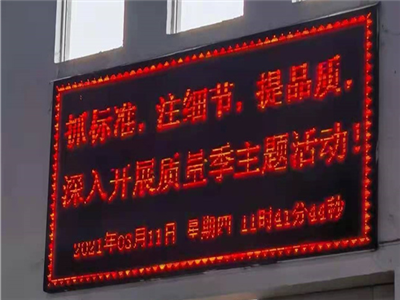 抓标准,注细节,提品质,
深入开展质量季主题活动!
2021年03月11日 星期四 11时41分44秒